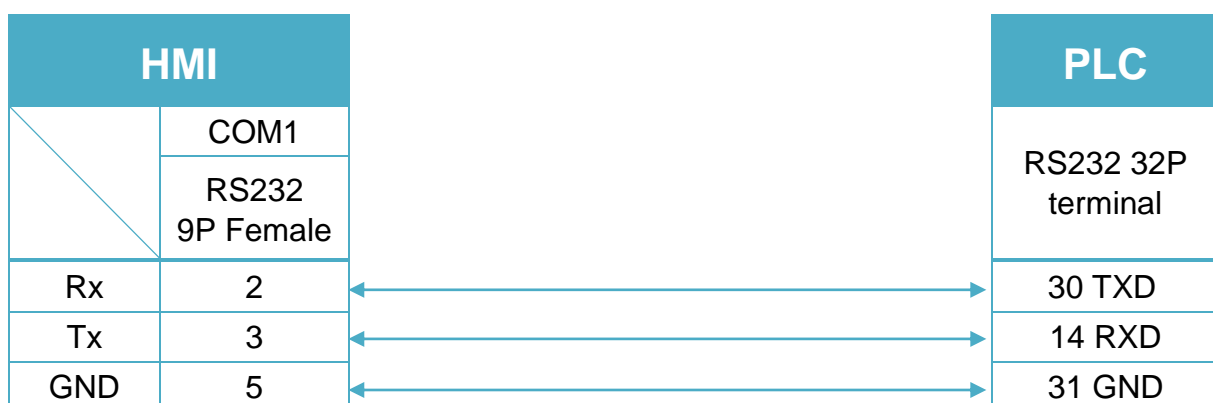 HMI
PLC
COM1
RS232
9P Female
RS232 32P
terminal
Rx 2 30 TXD
Tx 3 14 RXD
GND 5 31 GND